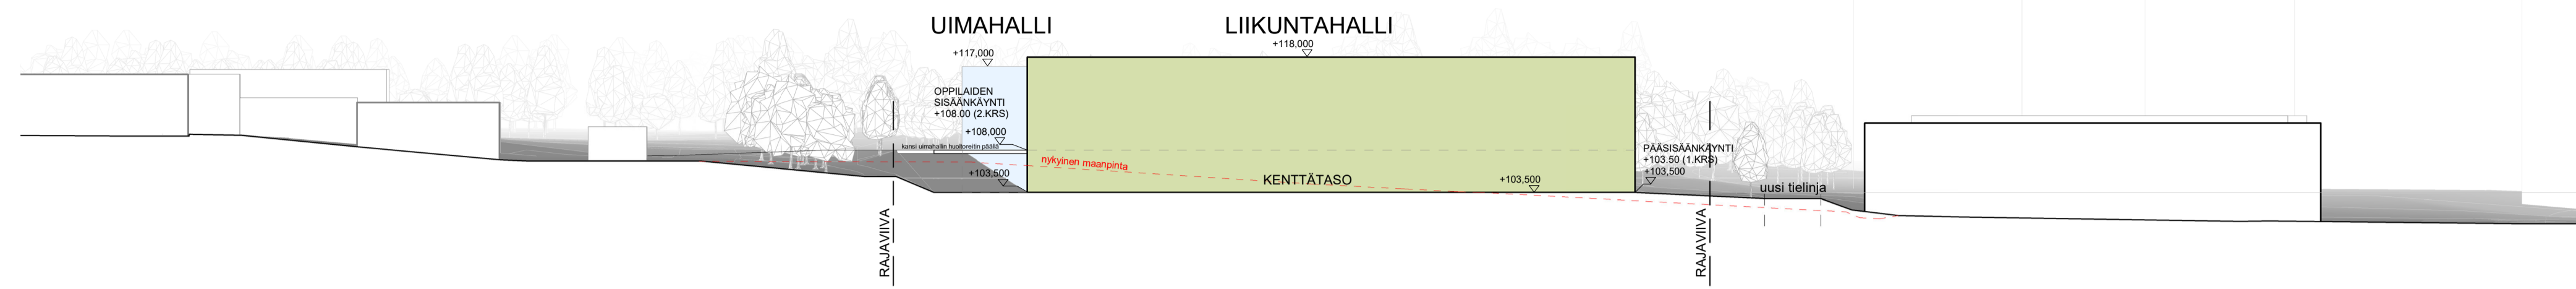 UIMAHALLI
LIIKUNTAHALLI
+117,000
+118,000
OPPILAIDEN
SISÄÄNKÄYNTI
+108.00 (2.KRS)
+108,000
kansi uimahallin huoltoreitin päällä
nykyinen maanpinta
+103,500
KENTTÄTASO
+103,500
PÄÄSISÄÄNKÄYNTI
+103.50 (1.KRS)
+103,500
uusi tielinja
RAJAVIIVA
RAJAVIIVA